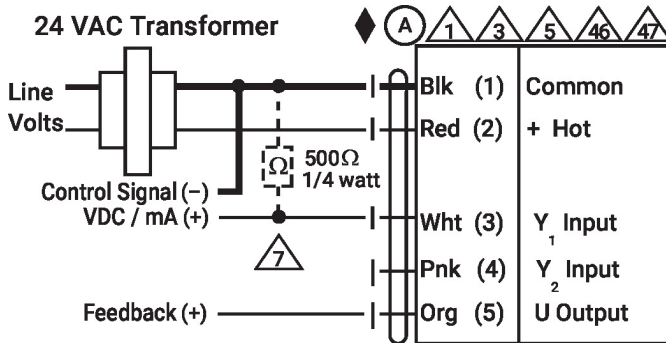 24 VAC Transformer
A 1 3 5 46 47
Line Volts
Blk (1) Common
Red (2) + Hot
Ω 500Ω
1/4 watt
Control Signal (−)
VDC / mA (+)
Wht (3) Y1 Input
7
Pnk (4) Y2 Input
Feedback (+)
Org (5) U Output